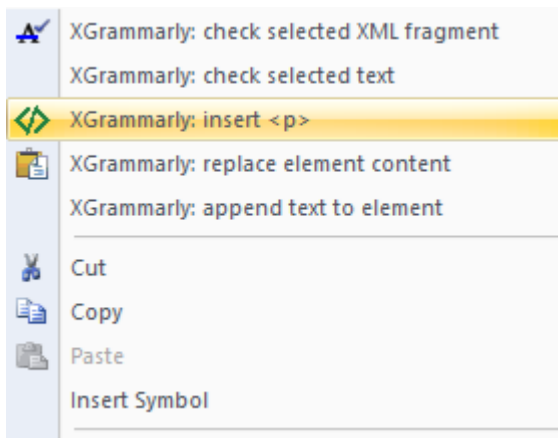 XGrammarly: check selected XML fragment
XGrammarly: check selected text
XGrammarly: insert <p>
XGrammarly: replace element content
XGrammarly: append text to element
Cut
Copy
Paste
Insert Symbol